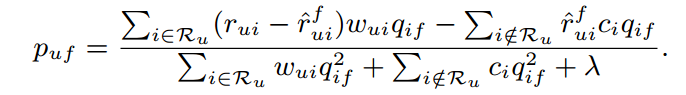 p_{uf} = \frac{\sum_{i \in \mathcal{R}_u} (r_{ui} - \hat{r}_{ui}^f) w_{ui} q_{if} - \sum_{i \notin \mathcal{R}_u} \hat{r}_{ui}^f c_i q_{if}}{\sum_{i \in \mathcal{R}_u} w_{ui} q_{if}^2 + \sum_{i \notin \mathcal{R}_u} c_i q_{if}^2 + \lambda}.